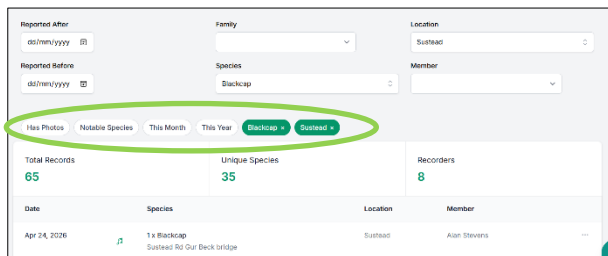 Reported After Family Location
dd/mm/yyyy Sustead
Reported Before Species Member
dd/mm/yyyy Blackcap
Has Photos Notable Species This Month This Year Blackcap × Sustead ×
Total Records Unique Species Recorders
65 35 8
Date Species Location Member
Apr 24, 2026 1 x Blackcap Sustead Alan Stevens ...
Sustead Rd Gur Beck bridge